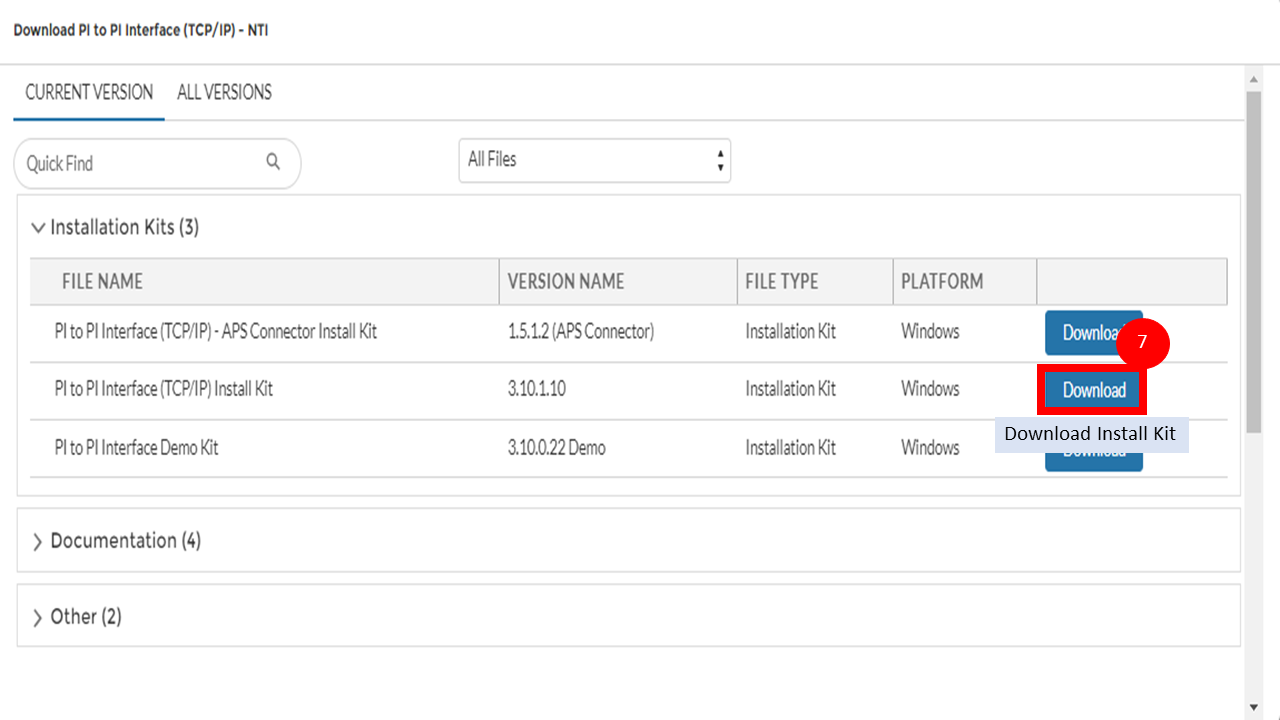 Download PI to PI Interface (TCP/IP) - NTI
CURRENT VERSION ALL VERSIONS
Quick Find All Files
Installation Kits (3)
FILE NAME VERSION NAME FILE TYPE PLATFORM
PI to PI Interface (TCP/IP) - APS Connector Install Kit 1.5.1.2 (APS Connector) Installation Kit Windows Download
7
PI to PI Interface (TCP/IP) Install Kit 3.10.1.10 Installation Kit Windows Download
Download Install Kit
PI to PI Interface Demo Kit 3.10.0.22 Demo Installation Kit Windows Download
Documentation (4)
Other (2)